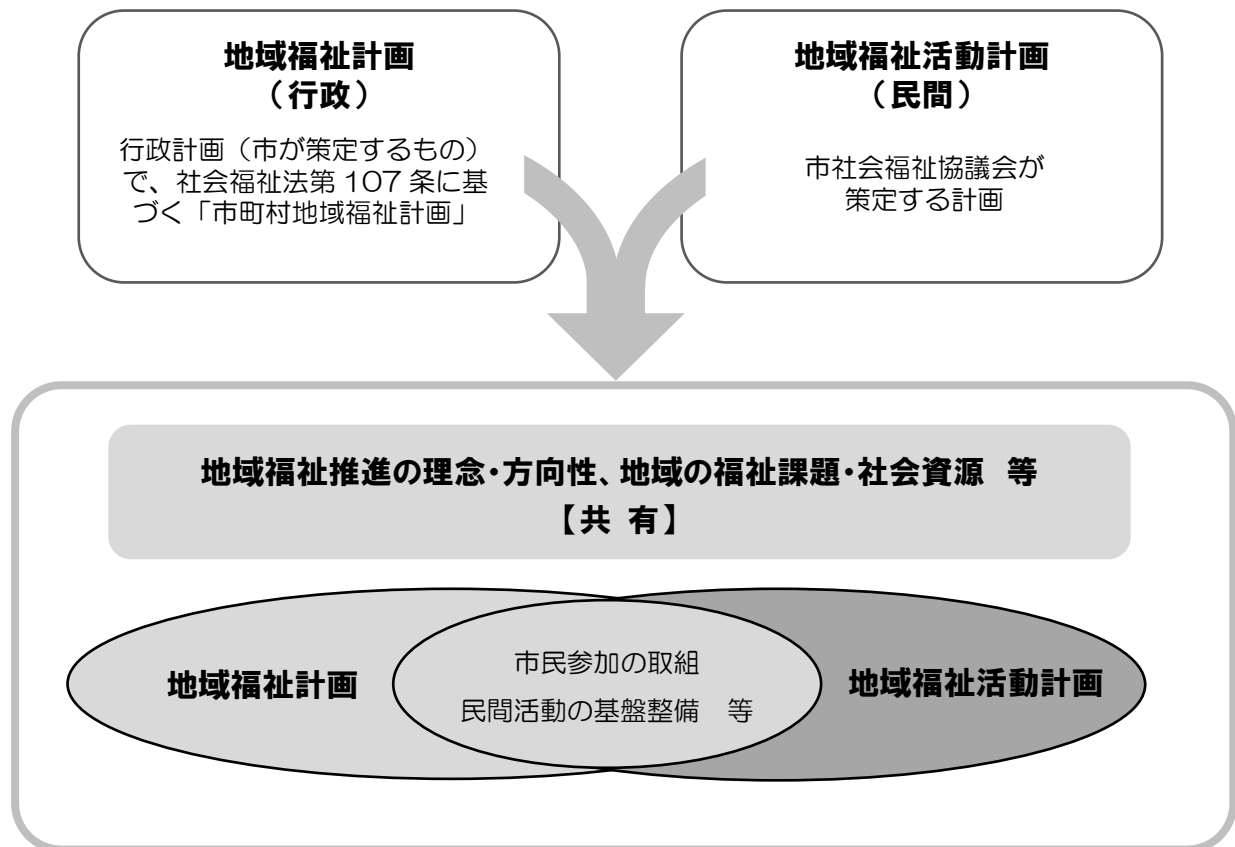 地域福祉計画
（行政）
行政計画（市が策定するもの）
で、社会福祉法第 107 条に基
づく「市町村地域福祉計画」
地域福祉活動計画
（民間）
市社会福祉協議会が
策定する計画
地域福祉推進の理念・方向性、地域の福祉課題・社会資源　等
【共 有】
地域福祉計画
市民参加の取組
民間活動の基盤整備　等
地域福祉活動計画